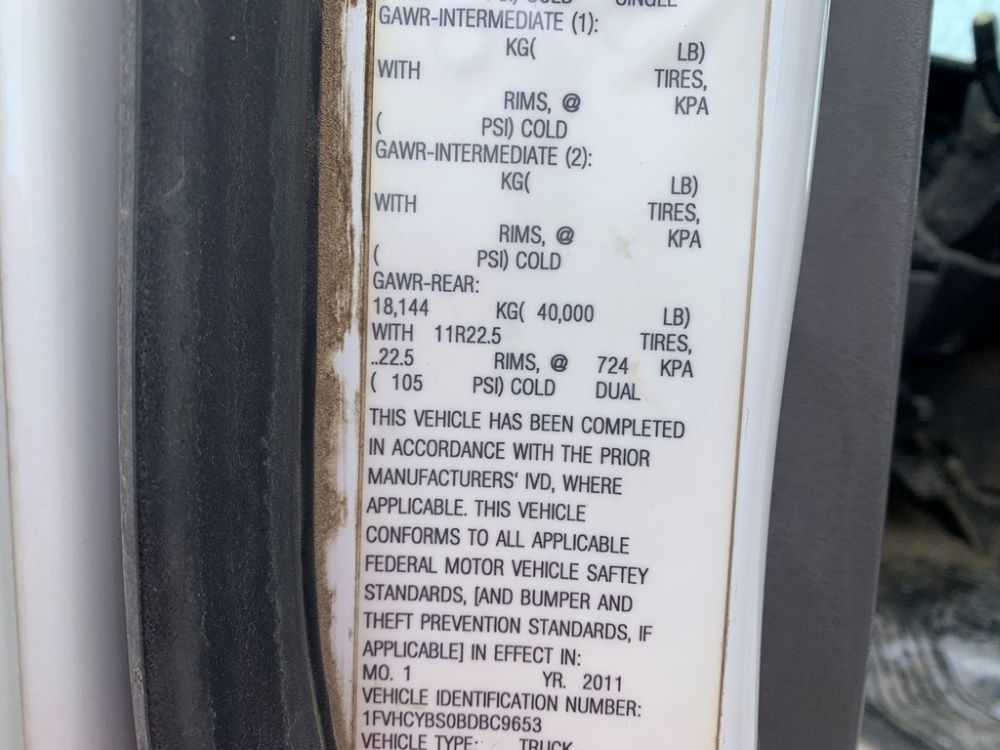 PSI) COLD SINGLE
GAWR-INTERMEDIATE (1):
KG( LB)
WITH TIRES,
RIMS, @ KPA
( PSI) COLD
GAWR-INTERMEDIATE (2):
KG( LB)
WITH TIRES,
RIMS, @ KPA
( PSI) COLD
GAWR-REAR:
18,144 KG( 40,000 LB)
WITH 11R22.5 TIRES,
..22.5 RIMS, @ 724 KPA
( 105 PSI) COLD DUAL
THIS VEHICLE HAS BEEN COMPLETED
IN ACCORDANCE WITH THE PRIOR
MANUFACTURERS' IVD, WHERE
APPLICABLE. THIS VEHICLE
CONFORMS TO ALL APPLICABLE
FEDERAL MOTOR VEHICLE SAFTEY
STANDARDS, [AND BUMPER AND
THEFT PREVENTION STANDARDS, IF
APPLICABLE] IN EFFECT IN:
MO. 1 YR. 2011
VEHICLE IDENTIFICATION NUMBER:
1FVHCYBS0BDBC9653
VEHICLE TYPE: TRUCK